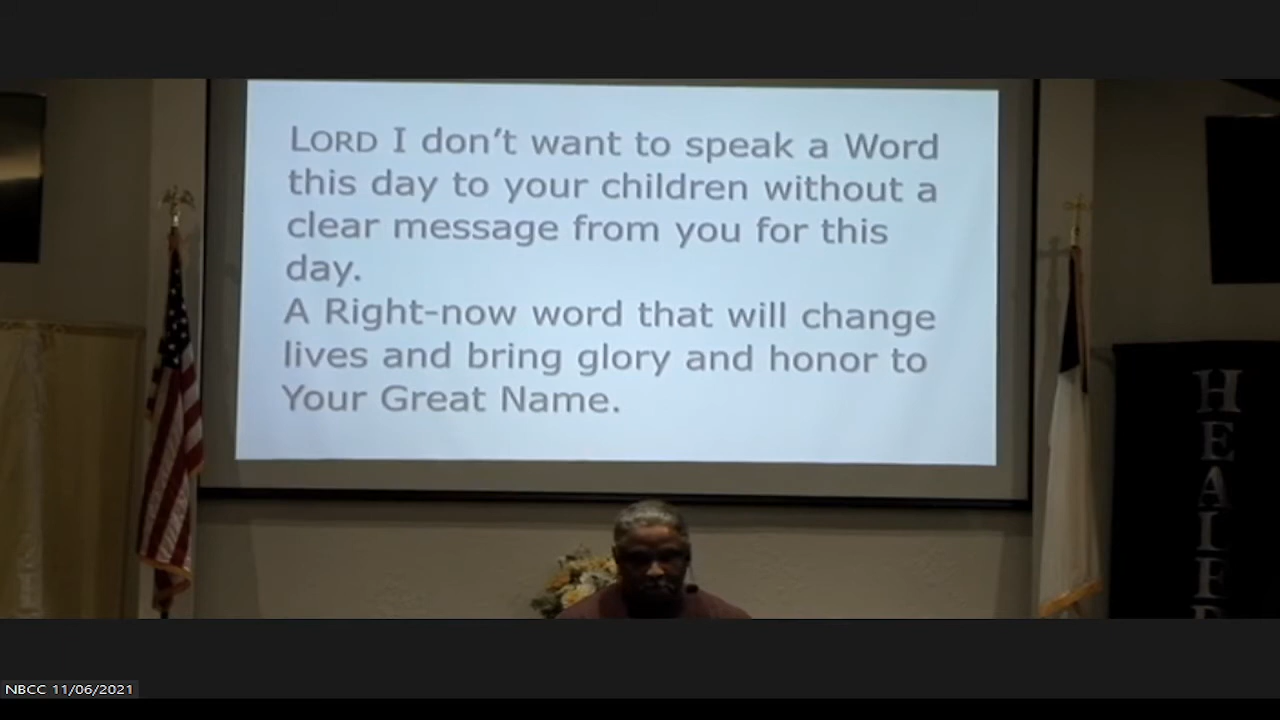 LORD I don't want to speak a Word
this day to your children without a
clear message from you for this
day.
A Right-now word that will change
lives and bring glory and honor to
Your Great Name.
HEALE
NBCC 11/06/2021